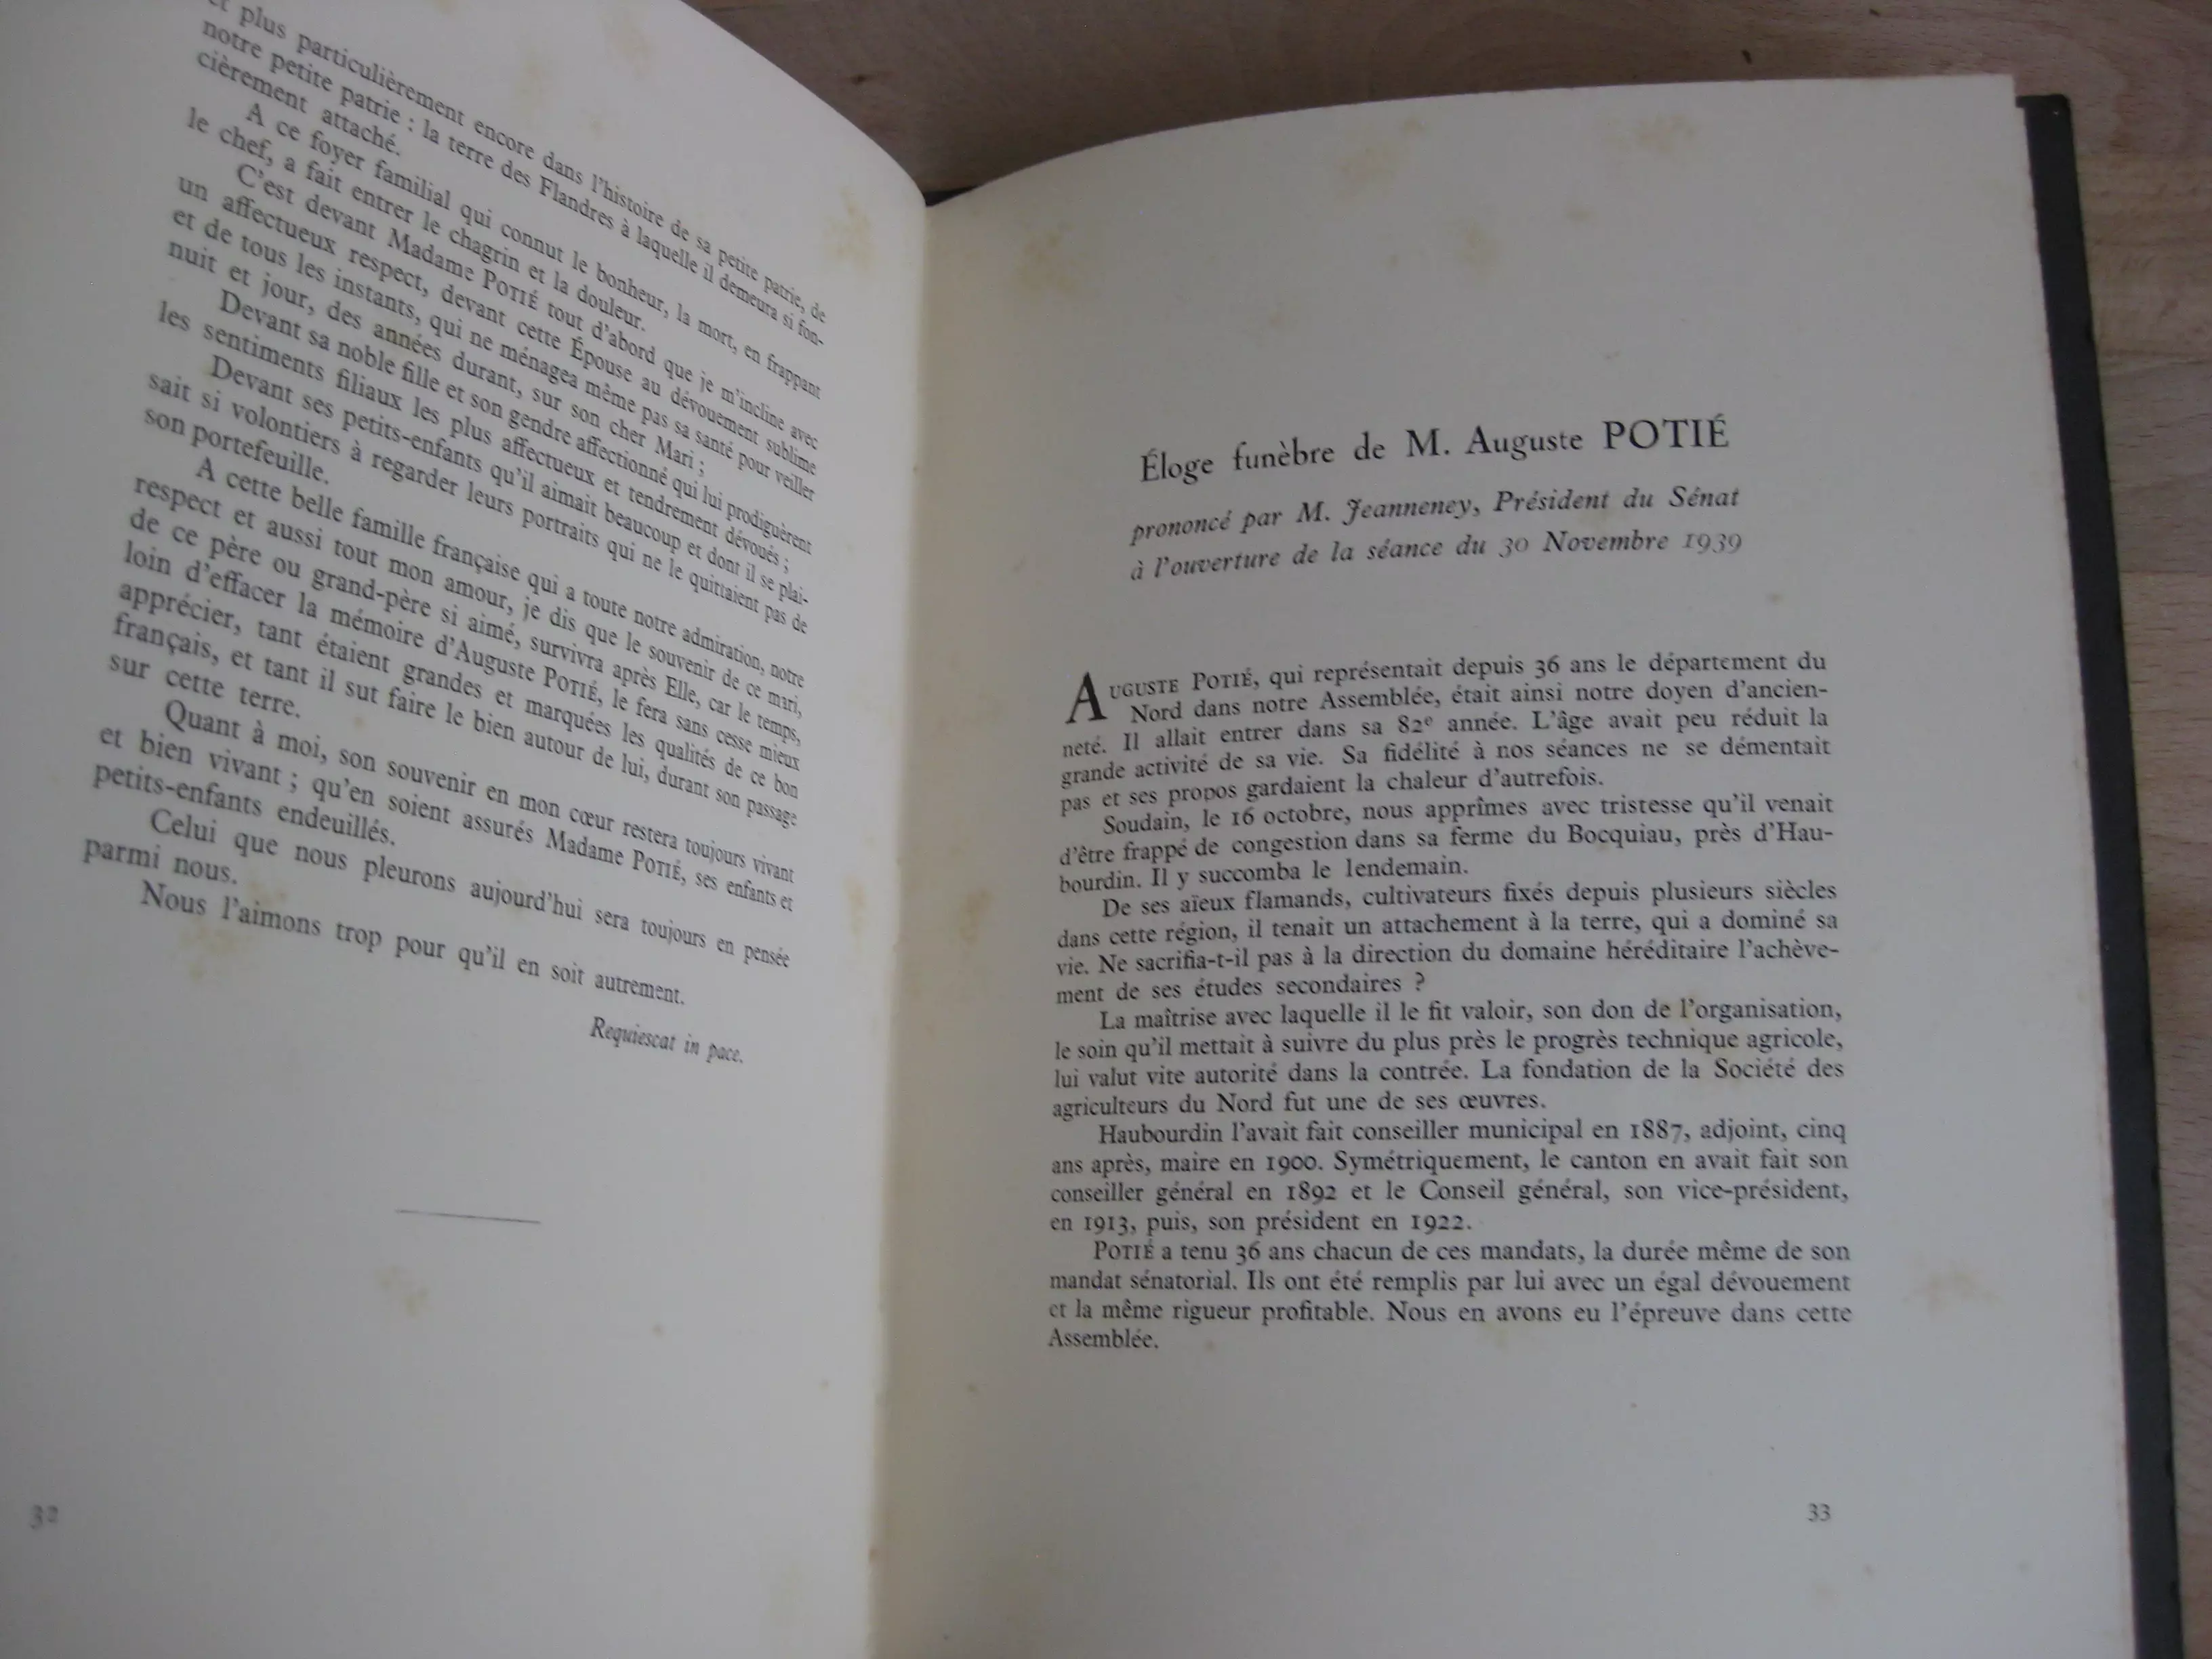 et plus particulièrement encore dans l'histoire de sa petite patrie, de
notre petite patrie : la terre des Flandres à laquelle il demeura si fon-
cièrement attaché.
A ce foyer familial qui connut le bonheur, la mort, en frappant
le chef, a fait entrer le chagrin et la douleur.
C'est devant Madame POTIÉ tout d'abord que je m'incline avec
un affectueux respect, devant cette Épouse au dévouement sublime
et de tous les instants, qui ne ménagea même pas sa santé pour veiller
nuit et jour, des années durant, sur son cher Mari ;
Devant sa noble fille et son gendre affectionné qui lui prodiguèrent
les sentiments filiaux les plus affectueux et tendrement dévoués ;
Devant ses petits-enfants qu'il aimait beaucoup et dont il se plai-
sait si volontiers à regarder leurs portraits qui ne le quittaient pas de
son portefeuille.
A cette belle famille française qui a toute notre admiration, notre
respect et aussi tout mon amour, je dis que le souvenir de ce mari,
de ce père ou grand-père si aimé, survivra après Elle, car le temps,
loin d'effacer la mémoire d'Auguste POTIÉ, le fera sans cesse mieux
apprécier, tant étaient grandes et marquées les qualités de ce bon
français, et tant il sut faire le bien autour de lui, durant son passage
sur cette terre.
Quant à moi, son souvenir en mon cœur restera toujours vivant
et bien vivant ; qu'en soient assurés Madame POTIÉ, ses enfants et
petits-enfants endeuillés.
Celui que nous pleurons aujourd'hui sera toujours en pensée
parmi nous.
Nous l'aimons trop pour qu'il en soit autrement.
Requiescat in pace.
32
Éloge funèbre de M. Auguste POTIÉ
prononcé par M. Jeanneney, Président du Sénat
à l'ouverture de la séance du 30 Novembre 1939
AUGUSTE POTIÉ, qui représentait depuis 36 ans le département du
Nord dans notre Assemblée, était ainsi notre doyen d'ancien-
neté. Il allait entrer dans sa 82e année. L'âge avait peu réduit la
grande activité de sa vie. Sa fidélité à nos séances ne se démentait
pas et ses propos gardaient la chaleur d'autrefois.
Soudain, le 16 octobre, nous apprîmes avec tristesse qu'il venait
d'être frappé de congestion dans sa ferme du Bocquiau, près d'Hau-
bourdin. Il y succomba le lendemain.
De ses aïeux flamands, cultivateurs fixés depuis plusieurs siècles
dans cette région, il tenait un attachement à la terre, qui a dominé sa
vie. Ne sacrifia-t-il pas à la direction du domaine héréditaire l'achève-
ment de ses études secondaires ?
La maîtrise avec laquelle il le fit valoir, son don de l'organisation,
le soin qu'il mettait à suivre du plus près le progrès technique agricole,
lui valut vite autorité dans la contrée. La fondation de la Société des
agriculteurs du Nord fut une de ses œuvres.
Haubourdin l'avait fait conseiller municipal en 1887, adjoint, cinq
ans après, maire en 1900. Symétriquement, le canton en avait fait son
conseiller général en 1892 et le Conseil général, son vice-président,
en 1913, puis, son président en 1922.
POTIÉ a tenu 36 ans chacun de ces mandats, la durée même de son
mandat sénatorial. Ils ont été remplis par lui avec un égal dévouement
et la même rigueur profitable. Nous en avons eu l'épreuve dans cette
Assemblée.
33